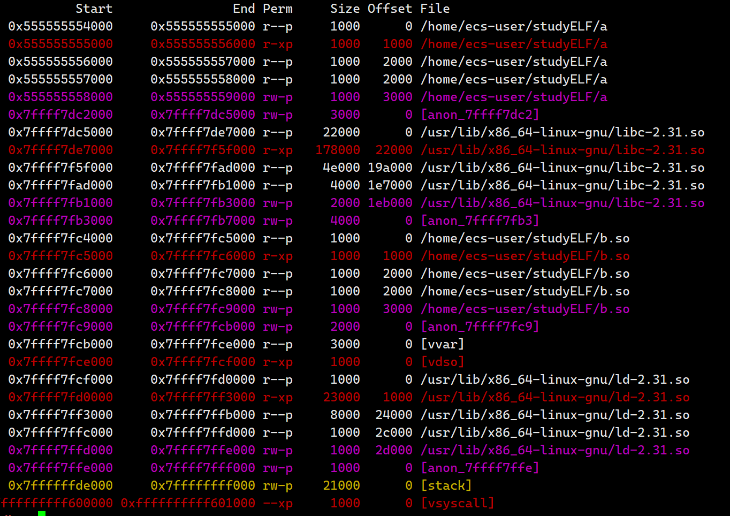 Start End Perm Size Offset File
0x555555554000 0x555555555000 r--p 1000 0 /home/ecs-user/studyELF/a
0x555555555000 0x555555556000 r-xp 1000 1000 /home/ecs-user/studyELF/a
0x555555556000 0x555555557000 r--p 1000 2000 /home/ecs-user/studyELF/a
0x555555557000 0x555555558000 r--p 1000 2000 /home/ecs-user/studyELF/a
0x555555558000 0x555555559000 rw-p 1000 3000 /home/ecs-user/studyELF/a
0x7ffff7dc2000 0x7ffff7dc5000 rw-p 3000 0 [anon_7ffff7dc2]
0x7ffff7dc5000 0x7ffff7de7000 r--p 22000 0 /usr/lib/x86_64-linux-gnu/libc-2.31.so
0x7ffff7de7000 0x7ffff7f5f000 r-xp 178000 22000 /usr/lib/x86_64-linux-gnu/libc-2.31.so
0x7ffff7f5f000 0x7ffff7fad000 r--p 4e000 19a000 /usr/lib/x86_64-linux-gnu/libc-2.31.so
0x7ffff7fad000 0x7ffff7fb1000 r--p 4000 1e7000 /usr/lib/x86_64-linux-gnu/libc-2.31.so
0x7ffff7fb1000 0x7ffff7fb3000 rw-p 2000 1eb000 /usr/lib/x86_64-linux-gnu/libc-2.31.so
0x7ffff7fb3000 0x7ffff7fb7000 rw-p 4000 0 [anon_7ffff7fb3]
0x7ffff7fc4000 0x7ffff7fc5000 r--p 1000 0 /home/ecs-user/studyELF/b.so
0x7ffff7fc5000 0x7ffff7fc6000 r-xp 1000 1000 /home/ecs-user/studyELF/b.so
0x7ffff7fc6000 0x7ffff7fc7000 r--p 1000 2000 /home/ecs-user/studyELF/b.so
0x7ffff7fc7000 0x7ffff7fc8000 r--p 1000 2000 /home/ecs-user/studyELF/b.so
0x7ffff7fc8000 0x7ffff7fc9000 rw-p 1000 3000 /home/ecs-user/studyELF/b.so
0x7ffff7fc9000 0x7ffff7fcb000 rw-p 2000 0 [anon_7ffff7fc9]
0x7ffff7fcb000 0x7ffff7fce000 r--p 3000 0 [vvar]
0x7ffff7fce000 0x7ffff7fcf000 r-xp 1000 0 [vdso]
0x7ffff7fcf000 0x7ffff7fd0000 r--p 1000 0 /usr/lib/x86_64-linux-gnu/ld-2.31.so
0x7ffff7fd0000 0x7ffff7ff3000 r-xp 23000 1000 /usr/lib/x86_64-linux-gnu/ld-2.31.so
0x7ffff7ff3000 0x7ffff7ffb000 r--p 8000 24000 /usr/lib/x86_64-linux-gnu/ld-2.31.so
0x7ffff7ffc000 0x7ffff7ffd000 r--p 1000 2c000 /usr/lib/x86_64-linux-gnu/ld-2.31.so
0x7ffff7ffd000 0x7ffff7ffe000 rw-p 1000 2d000 /usr/lib/x86_64-linux-gnu/ld-2.31.so
0x7ffff7ffe000 0x7ffff7fff000 rw-p 1000 0 [anon_7ffff7ffe]
0x7ffffffde000 0x7ffffffff000 rw-p 21000 0 [stack]
ffffffffff600000 0xffffffffff601000 --xp 1000 0 [vsyscall]